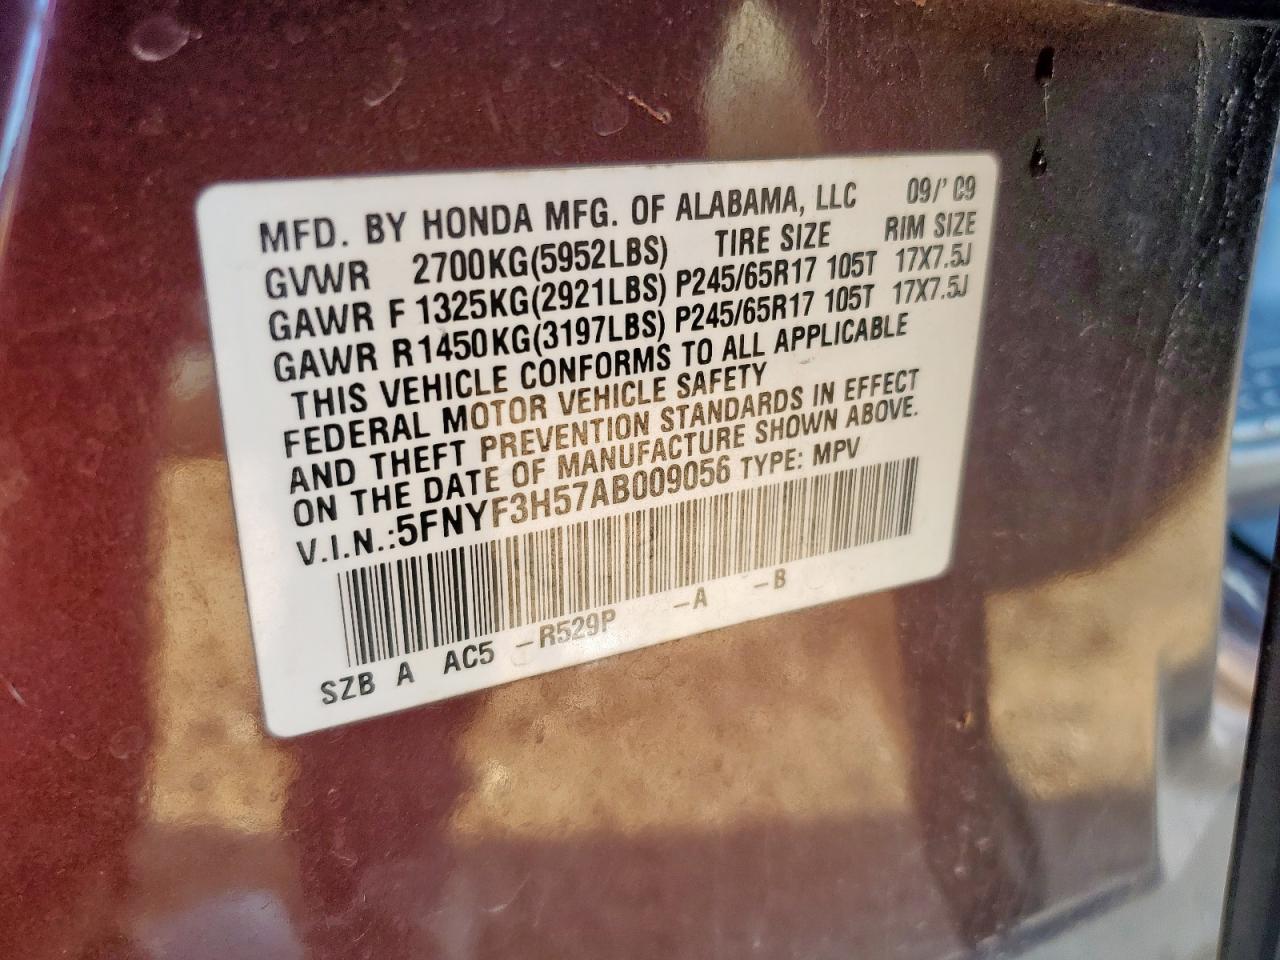 MFD. BY HONDA MFG. OF ALABAMA, LLC 09/'09
GVWR 2700KG(5952LBS) TIRE SIZE RIM SIZE
GAWR F 1325KG(2921LBS) P245/65R17 105T 17X7.5J
GAWR R1450KG(3197LBS) P245/65R17 105T 17X7.5J
THIS VEHICLE CONFORMS TO ALL APPLICABLE
FEDERAL MOTOR VEHICLE SAFETY
AND THEFT PREVENTION STANDARDS IN EFFECT
ON THE DATE OF MANUFACTURE SHOWN ABOVE.
V.I.N.:5FNYF3H57AB009056 TYPE: MPV
SZB A AC5 -R529P -A -B